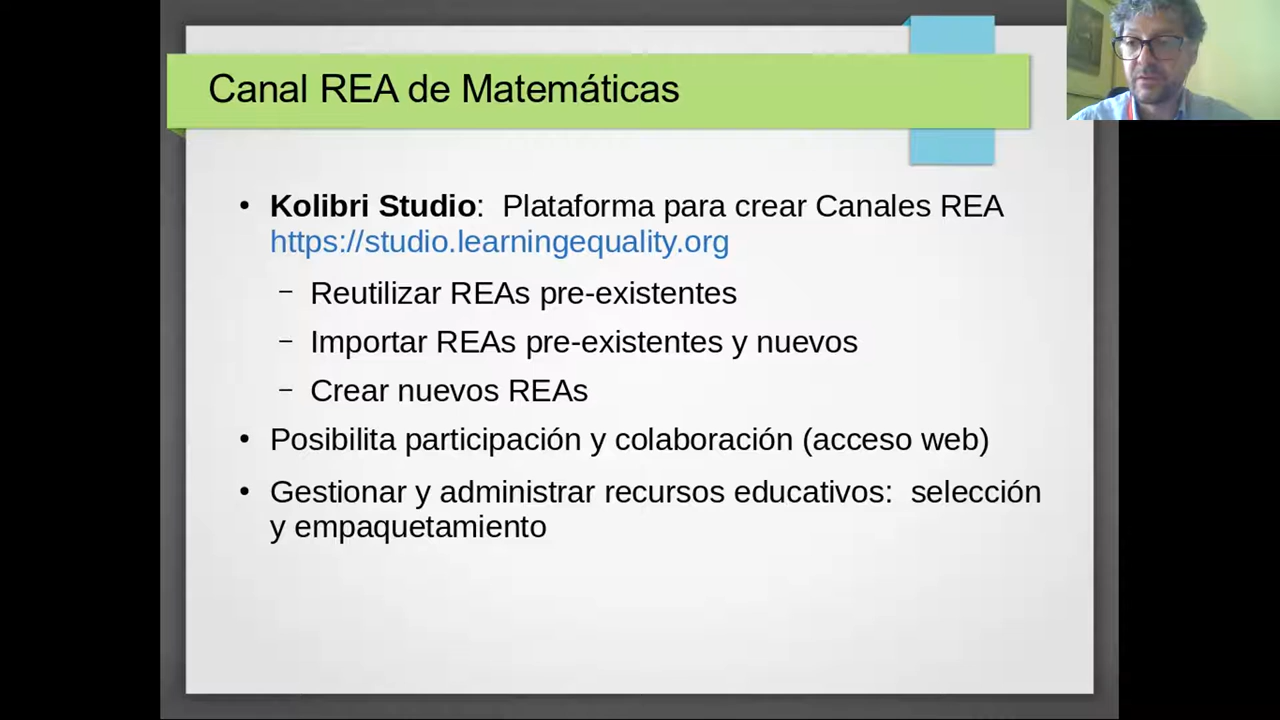 Canal REA de Matemáticas
• Kolibri Studio:  Plataforma para crear Canales REA
https://studio.learningequality.org
– Reutilizar REAs pre-existentes
– Importar REAs pre-existentes y nuevos
– Crear nuevos REAs
• Posibilita participación y colaboración (acceso web)
• Gestionar y administrar recursos educativos:  selección
y empaquetamiento